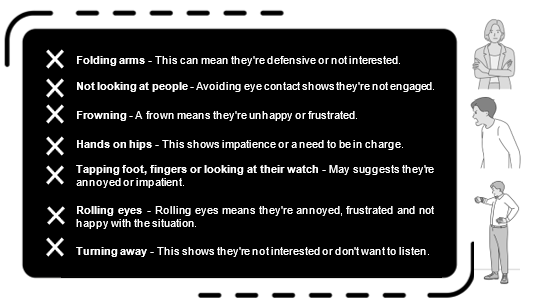 Folding arms - This can mean they're defensive or not interested.
Not looking at people - Avoiding eye contact shows they're not engaged.
Frowning - A frown means they're unhappy or frustrated.
Hands on hips - This shows impatience or a need to be in charge.
Tapping foot, fingers or looking at their watch - May suggests they're
annoyed or impatient.
Rolling eyes - Rolling eyes means they're annoyed, frustrated and not
happy with the situation.
Turning away - This shows they're not interested or don't want to listen.